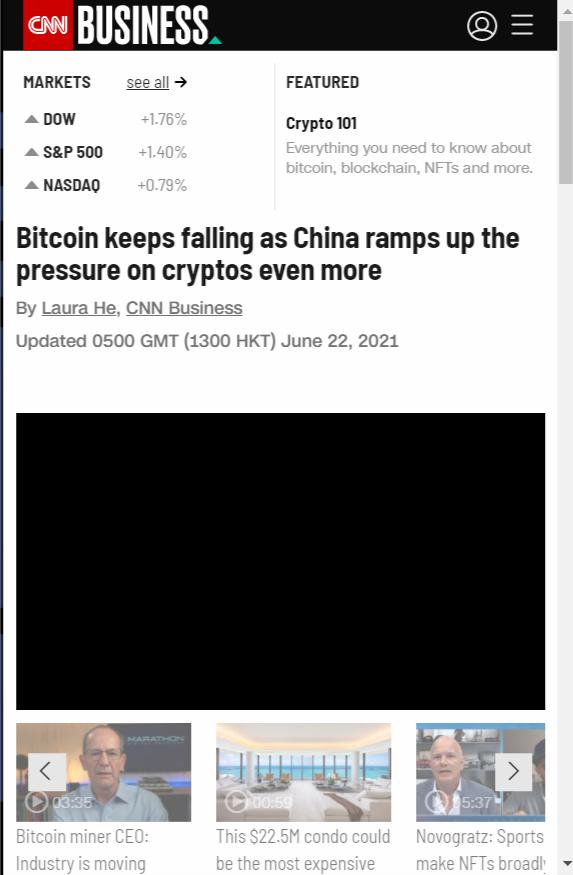 CNN BUSINESS
MARKETS see all →
DOW +1.76%
S&P 500 +1.40%
NASDAQ +0.79%
FEATURED
Crypto 101
Everything you need to know about
bitcoin, blockchain, NFTs and more.
Bitcoin keeps falling as China ramps up the
pressure on cryptos even more
By Laura He, CNN Business
Updated 0500 GMT (1300 HKT) June 22, 2021
MARATHON
03:35
00:59
05:37
Bitcoin miner CEO:
Industry is moving
This $22.5M condo could
be the most expensive
Novogratz: Sports
make NFTs broadly